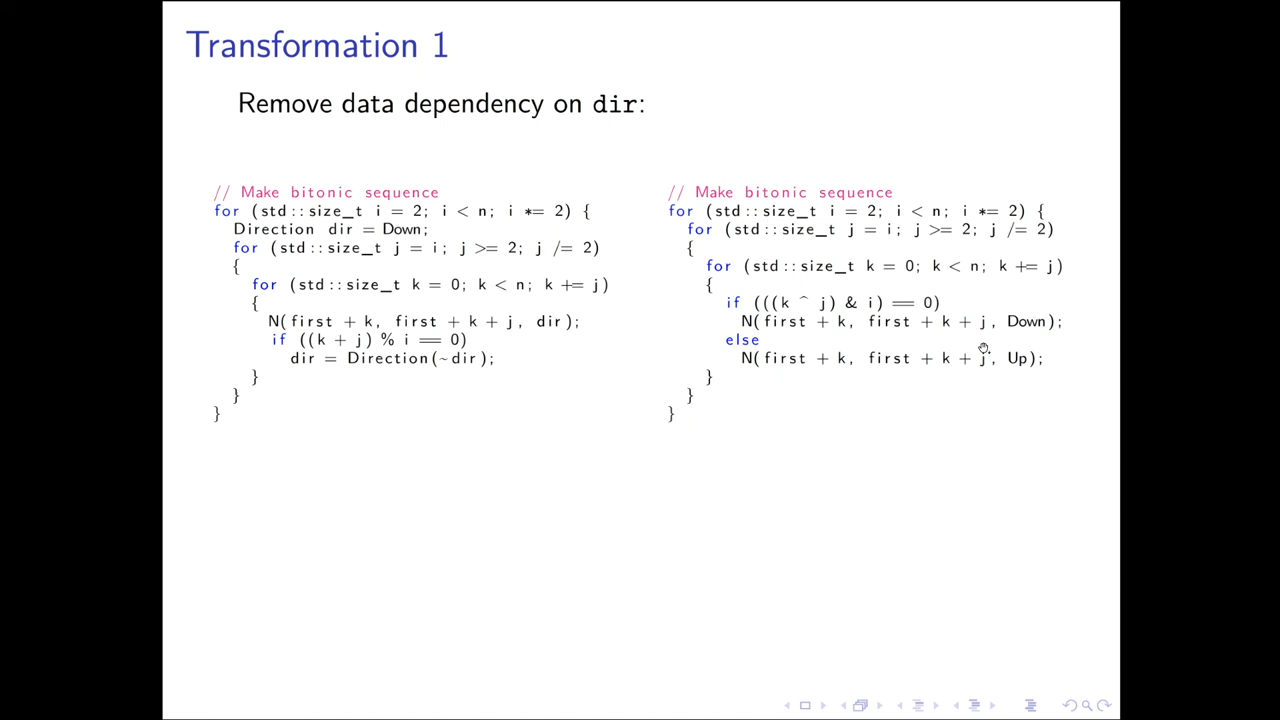 Transformation 1
Remove data dependency on dir:
// Make bitonic sequence
for (std::size_t i = 2; i < n; i *= 2) {
Direction dir = Down;
for (std::size_t j = i; j >= 2; j /= 2)
{
for (std::size_t k = 0; k < n; k += j)
{
N(first + k, first + k + j, dir);
if ((k + j) % i == 0)
dir = Direction(~dir);
}
}
}
// Make bitonic sequence
for (std::size_t i = 2; i < n; i *= 2) {
for (std::size_t j = i; j >= 2; j /= 2)
{
for (std::size_t k = 0; k < n; k += j)
{
if (((k ^ j) & i) == 0)
N(first + k, first + k + j, Down);
else
N(first + k, first + k + j, Up);
}
}
}